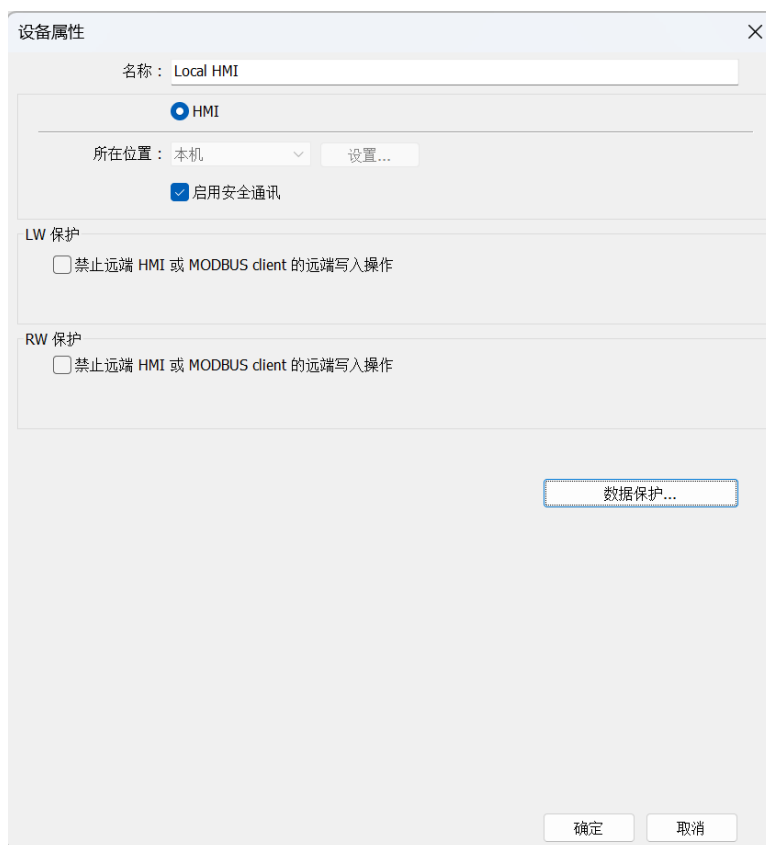 设备属性
名称： Local HMI
HMI
所在位置： 本机 设置...
启用安全通讯
LW 保护
禁止远端 HMI 或 MODBUS client 的远端写入操作
RW 保护
禁止远端 HMI 或 MODBUS client 的远端写入操作
数据保护...
确定 取消